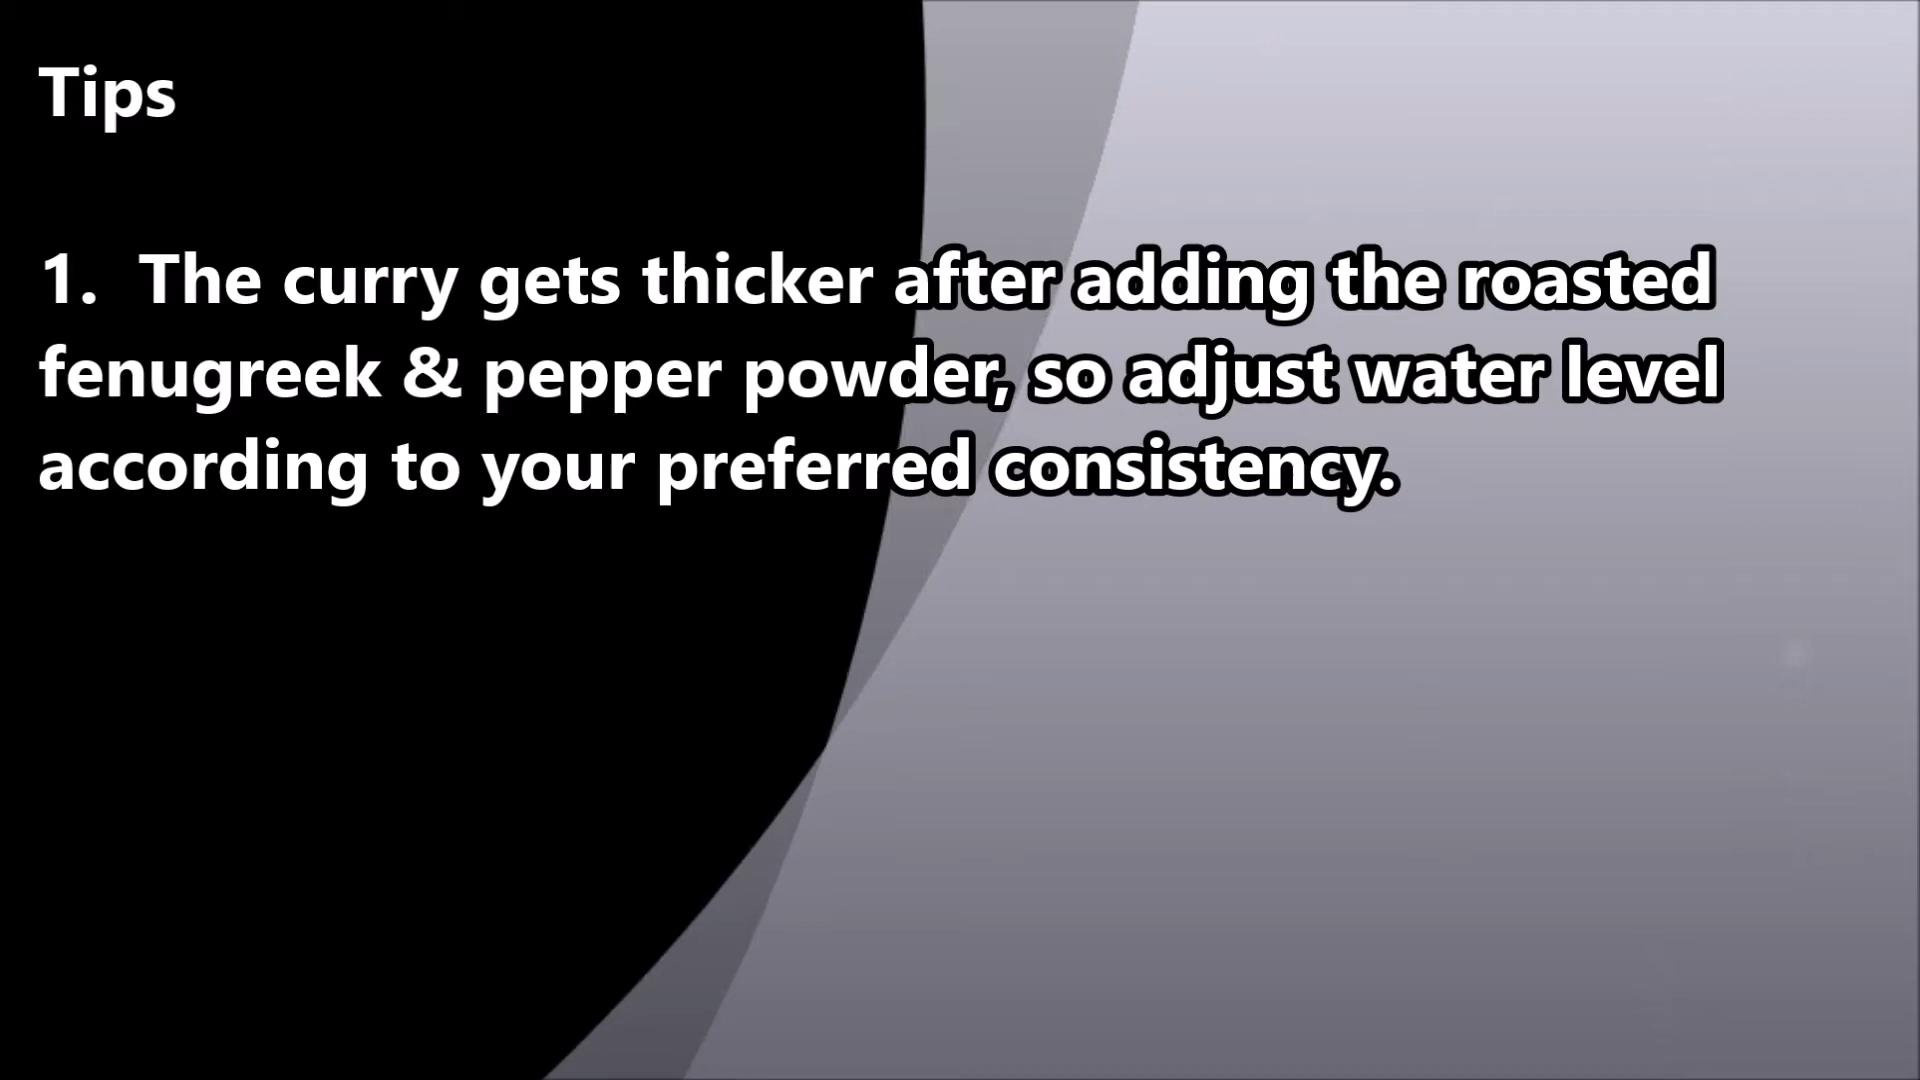 Tips
1. The curry gets thicker after adding the roasted
fenugreek & pepper powder, so adjust water level
according to your preferred consistency.